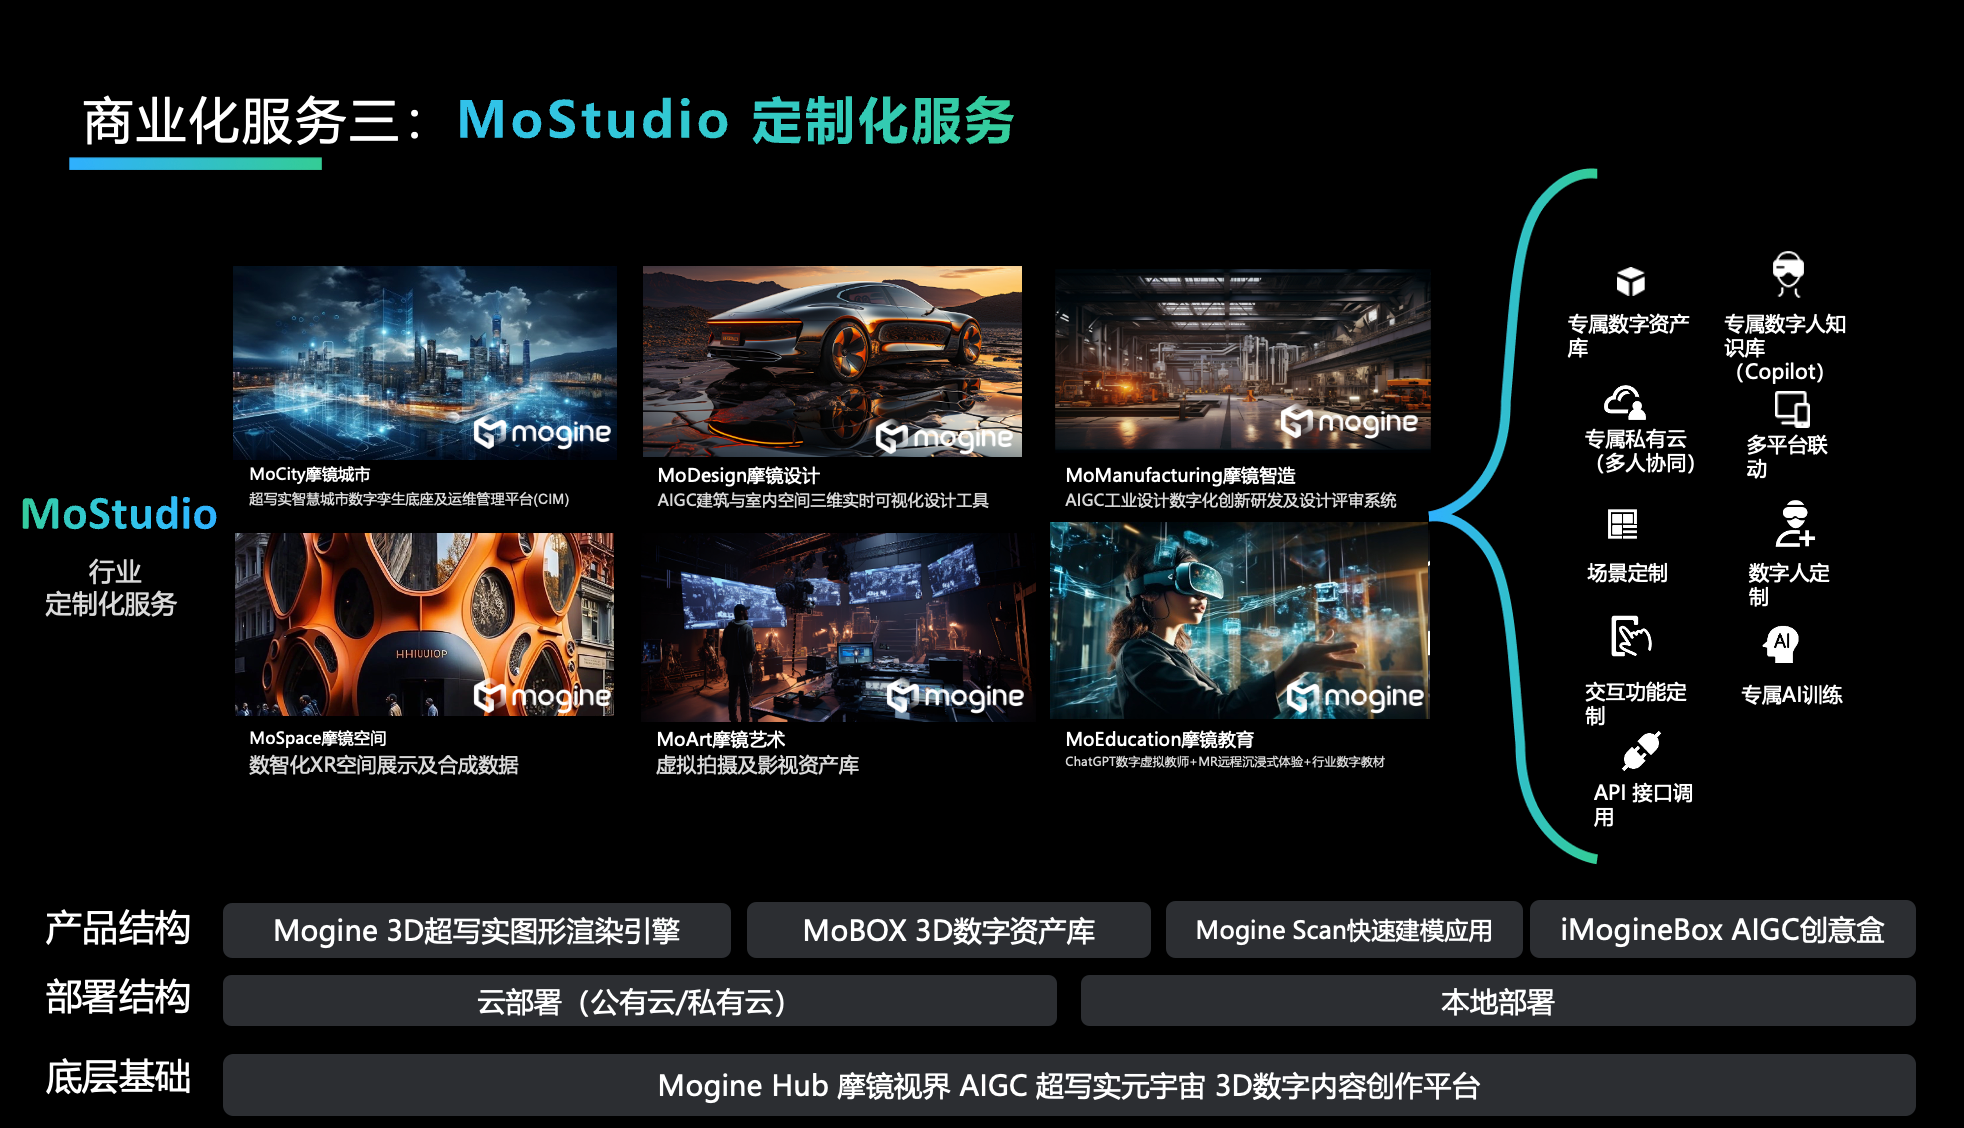 商业化服务三：MoStudio 定制化服务
MoStudio
行业
定制化服务
mogine
MoCity摩镜城市
超写实智慧城市数字孪生底座及运维管理平台(CIM)
mogine
MoDesign摩镜设计
AIGC建筑与室内空间三维实时可视化设计工具
mogine
MoManufacturing摩镜智造
AIGC工业设计数字化创新研发及设计评审系统
HHIUUIOP
mogine
MoSpace摩镜空间
数智化XR空间展示及合成数据
mogine
MoArt摩镜艺术
虚拟拍摄及影视资产库
mogine
MoEducation摩镜教育
ChatGPT数字虚拟教师+MR远程沉浸式体验+行业数字教材
专属数字资产
库
专属数字人知
识库
（Copilot）
专属私有云
（多人协同）
多平台联
动
场景定制
数字人定
制
交互功能定
制
AI
专属AI训练
API 接口调
用
产品结构
Mogine 3D超写实图形渲染引擎
MoBOX 3D数字资产库
Mogine Scan快速建模应用
iMogineBox AIGC创意盒
部署结构
云部署（公有云/私有云）
本地部署
底层基础
Mogine Hub 摩镜视界 AIGC 超写实元宇宙 3D数字内容创作平台